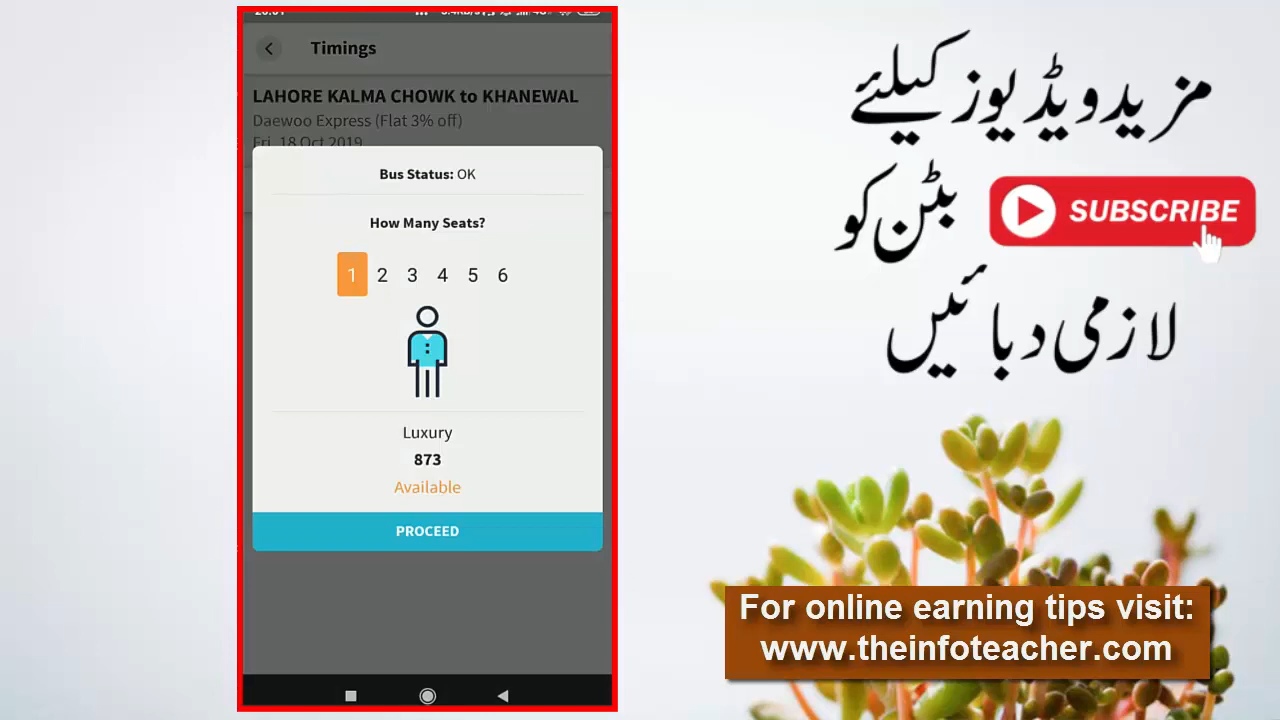 Timings
LAHORE KALMA CHOWK to KHANEWAL
Daewoo Express (Flat 3% off)
Fri, 18 Oct 2019
Bus Status: OK
How Many Seats?
1 2 3 4 5 6
Luxury
873
Available
PROCEED
مزید ویڈیوز کیلئے
SUBSCRIBE بٹن کو
لازمی دبائیں
For online earning tips visit:
www.theinfoteacher.com